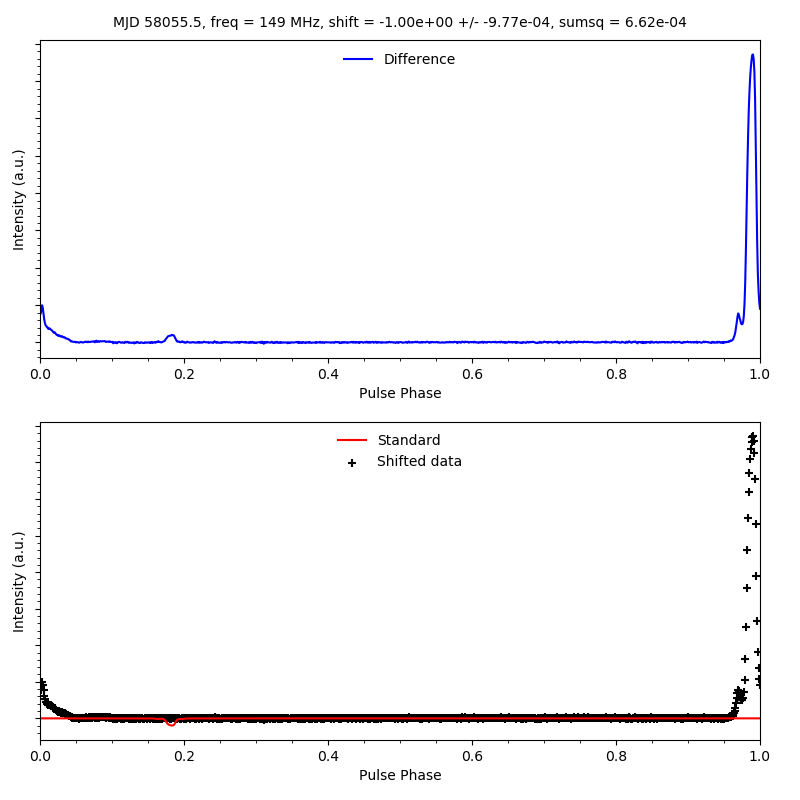 MJD 58055.5, freq = 149 MHz, shift = -1.00e+00 +/- -9.77e-04, sumsq = 6.62e-04
Difference
Intensity (a.u.)
0.0 0.2 0.4 0.6 0.8 1.0
Pulse Phase
Standard
Shifted data
Intensity (a.u.)
0.0 0.2 0.4 0.6 0.8 1.0
Pulse Phase